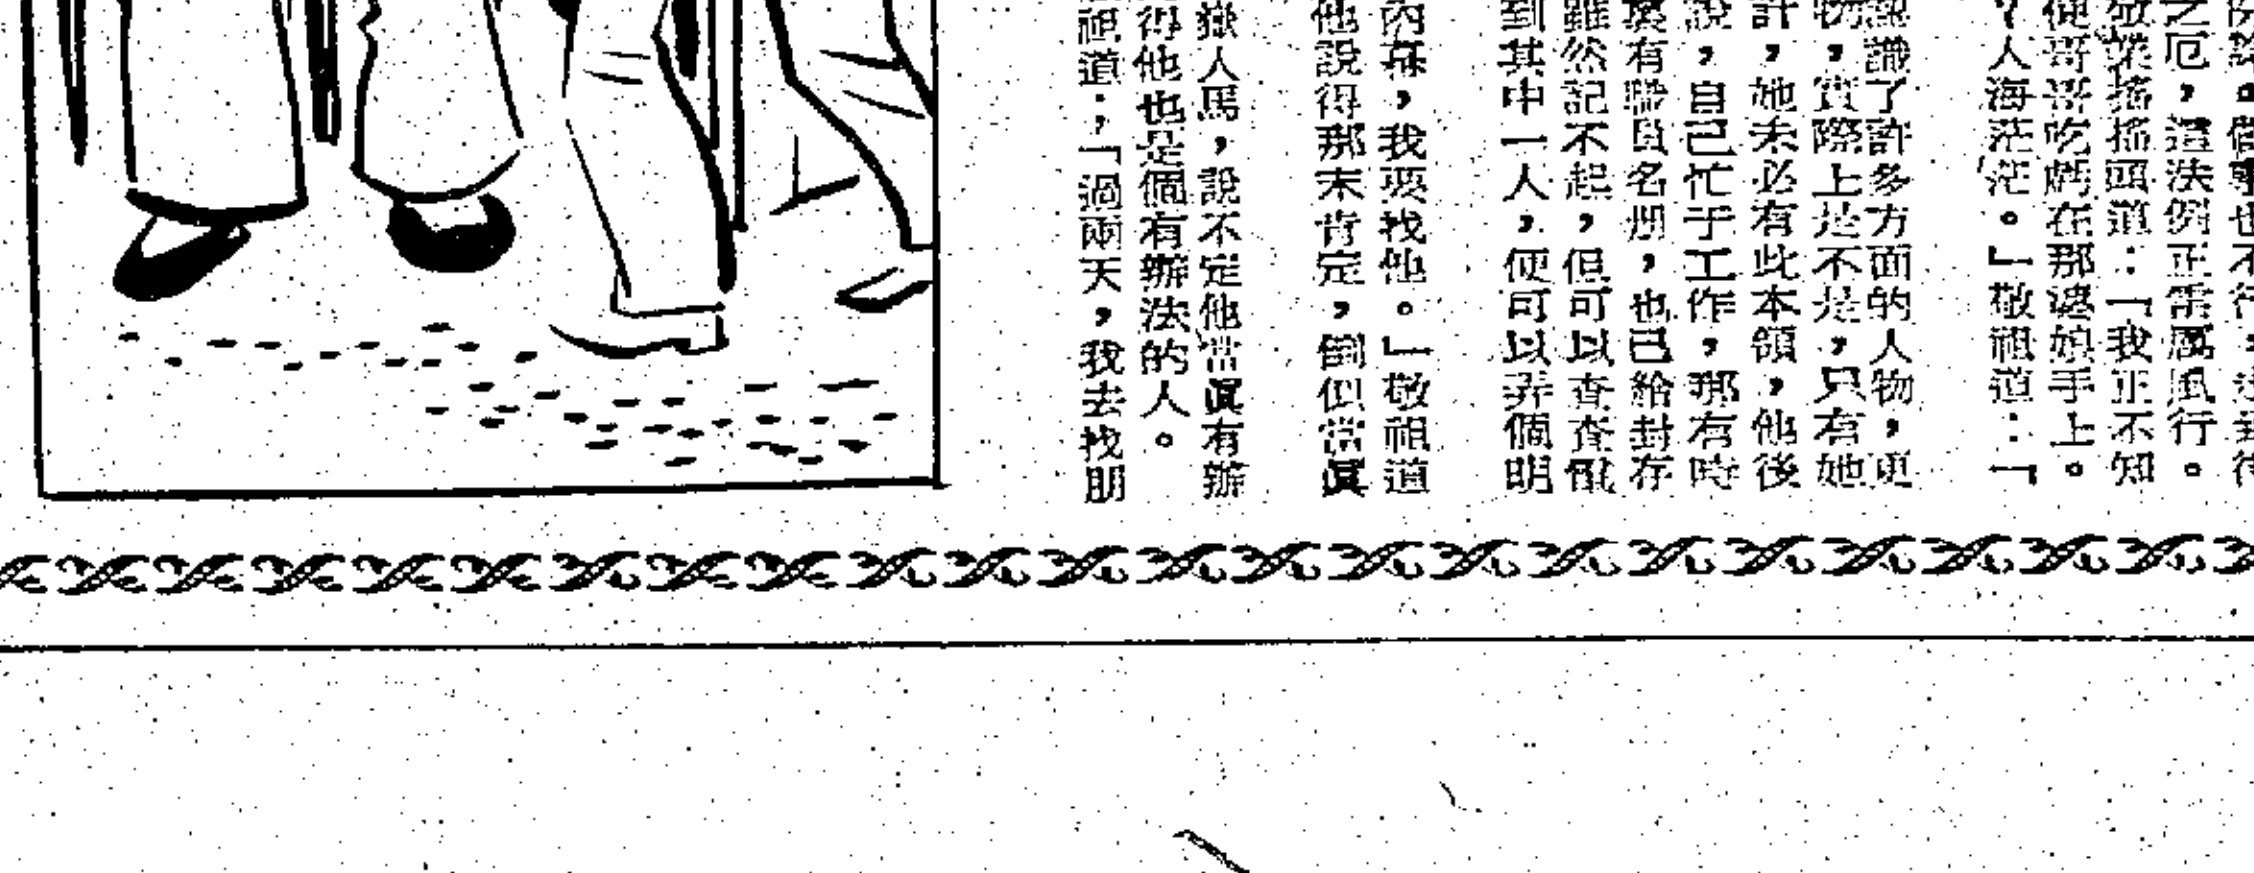 之厄，這法例正需厲風行。
敬業搖搖頭道：「我正不知
便哥哥吃虧在那婆娘手上。
？人海茫茫。」敬祖道：「
識了許多方面的人物，更
物，實際上是不是，只有她
計，她未必有此本領，他後
說，自己忙于工作，那有時
有職員名册，也已給封存
雖然記不起，但可以查查
到其中一人，便可以弄個明
內幕，我要找他。」敬祖道
他說得那末肯定，倒似當眞
獄人馬，說不定他當眞有辦
得他也是個有辦法的人。
祖道：「過兩天，我去找朋